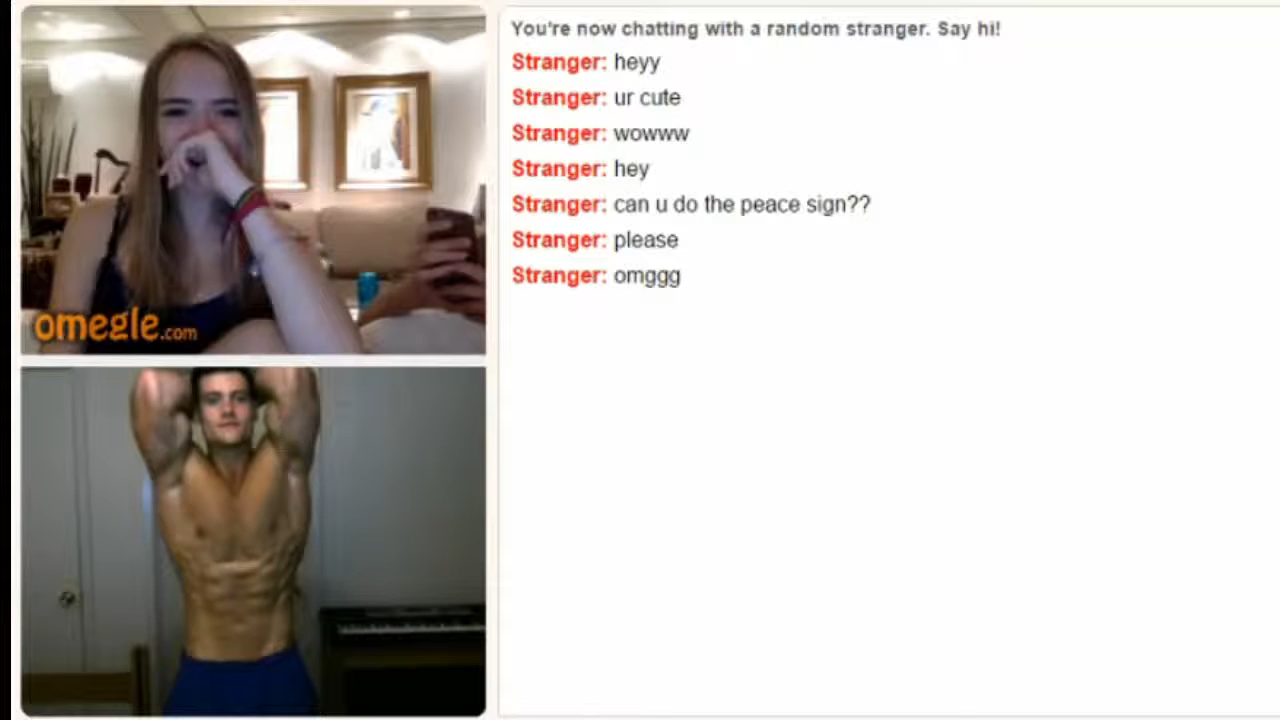 omegle.com
You're now chatting with a random stranger. Say hi!
Stranger: heyy
Stranger: ur cute
Stranger: wowww
Stranger: hey
Stranger: can u do the peace sign??
Stranger: please
Stranger: omggg